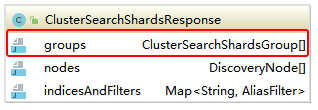 ClusterSearchShardsResponse
groups ClusterSearchShardsGroup[]
nodes DiscoveryNode[]
indicesAndFilters Map<String, AliasFilter>